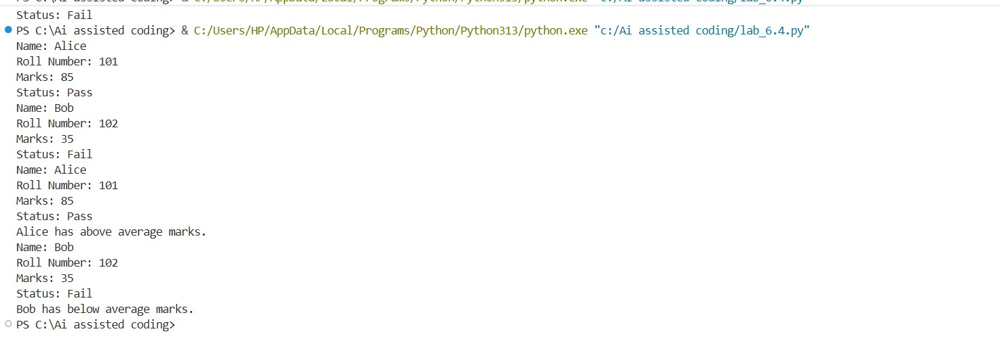 Status: Fail
PS C:\Ai assisted coding> & C:/Users/HP/AppData/Local/Programs/Python/Python313/python.exe "c:/Ai assisted coding/lab_6.4.py"
Name: Alice
Roll Number: 101
Marks: 85
Status: Pass
Name: Bob
Roll Number: 102
Marks: 35
Status: Fail
Name: Alice
Roll Number: 101
Marks: 85
Status: Pass
Alice has above average marks.
Name: Bob
Roll Number: 102
Marks: 35
Status: Fail
Bob has below average marks.
PS C:\Ai assisted coding>